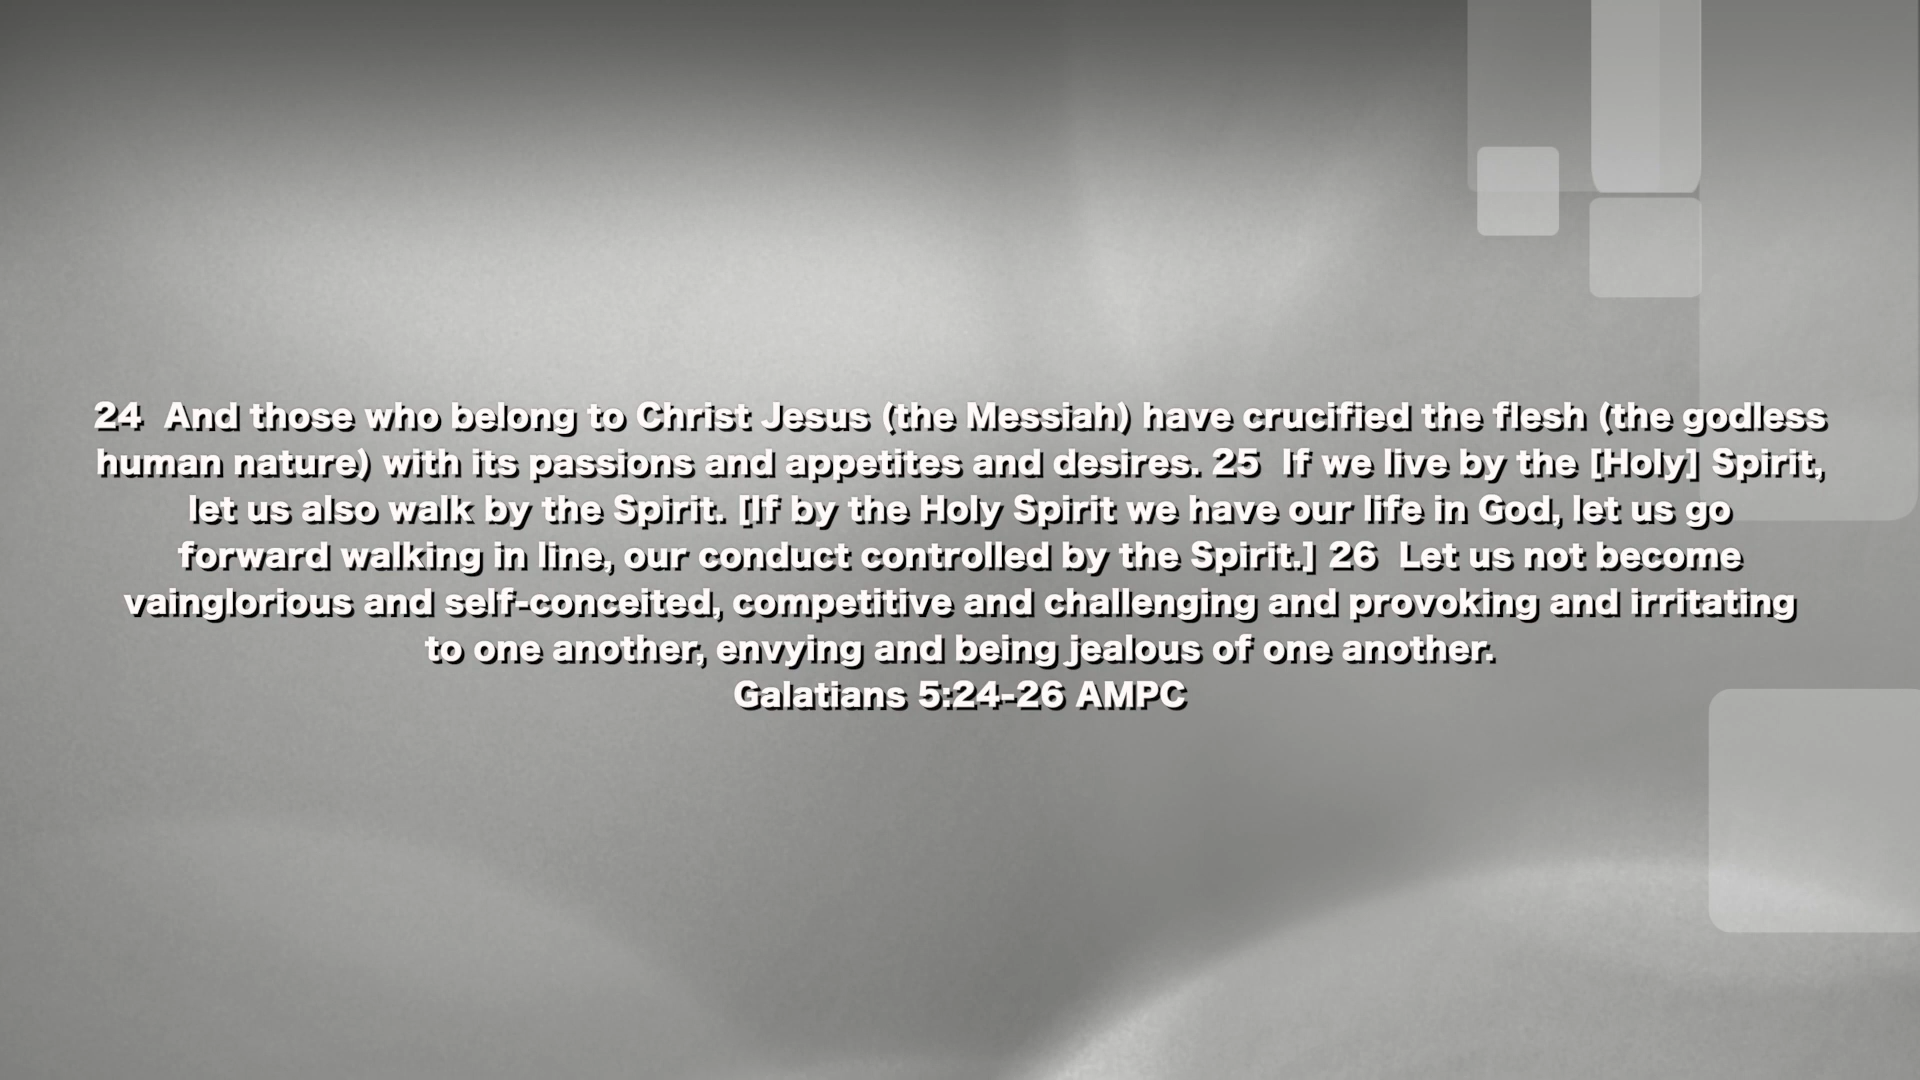 24  And those who belong to Christ Jesus (the Messiah) have crucified the flesh (the godless
human nature) with its passions and appetites and desires. 25  If we live by the [Holy] Spirit,
let us also walk by the Spirit. [If by the Holy Spirit we have our life in God, let us go
forward walking in line, our conduct controlled by the Spirit.] 26  Let us not become
vainglorious and self-conceited, competitive and challenging and provoking and irritating
to one another, envying and being jealous of one another.
Galatians 5:24-26 AMPC